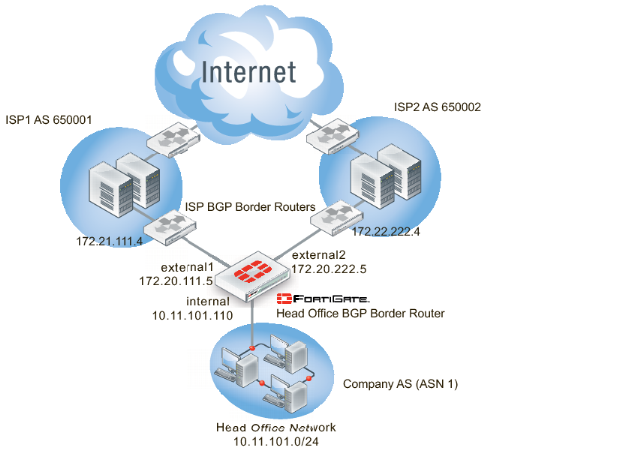 Internet
ISP1 AS 650001
ISP2 AS 650002
ISP BGP Border Routers
172.21.111.4
172.22.222.4
external1
172.20.111.5
external2
172.20.222.5
internal
10.11.101.110
FORTIGATE
Head Office BGP Border Router
Company AS (ASN 1)
Head Office Network
10.11.101.0/24